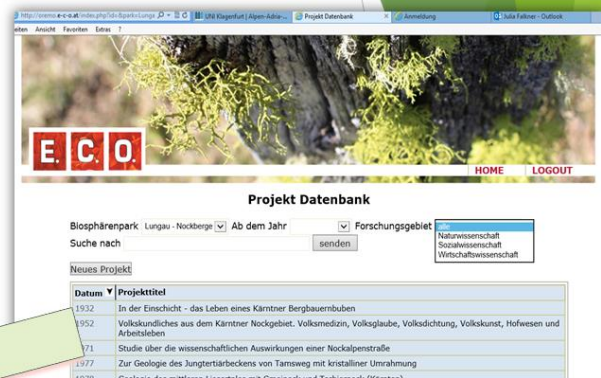 http://oremo.e-c-o.at/index.php?id=&park=Lunga
UNI Klagenfurt | Alpen-Adria-...
Projekt Datenbank
Anmeldung
Julia Falkner - Outlook
eiten Ansicht Favoriten Extras ?
E. C. O.
HOME LOGOUT
Projekt Datenbank
Biosphärenpark Lungau - Nockberge Ab dem Jahr Forschungsgebiet alle
Naturwissenschaft
Sozialwissenschaft
Wirtschaftswissenschaft
Suche nach senden
Neues Projekt
Datum Projekttitel
1932 In der Einschicht - das Leben eines Kärntner Bergbauernbuben
1952 Volkskundliches aus dem Kärntner Nockgebiet. Volksmedizin, Volksglaube, Volksdichtung, Volkskunst, Hofwesen und
Arbeitsleben
971 Studie über die wissenschaftlichen Auswirkungen einer Nockalpenstraße
1977 Zur Geologie des Jungtertiärbeckens von Tamsweg mit kristalliner Umrahmung